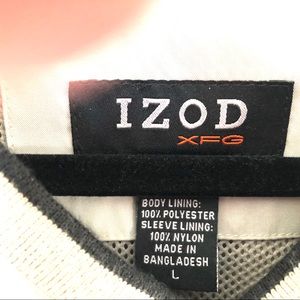 IZOD
XFG
BODY LINING:
100% POLYESTER
SLEEVE LINING:
100% NYLON
MADE IN
BANGLADESH
L